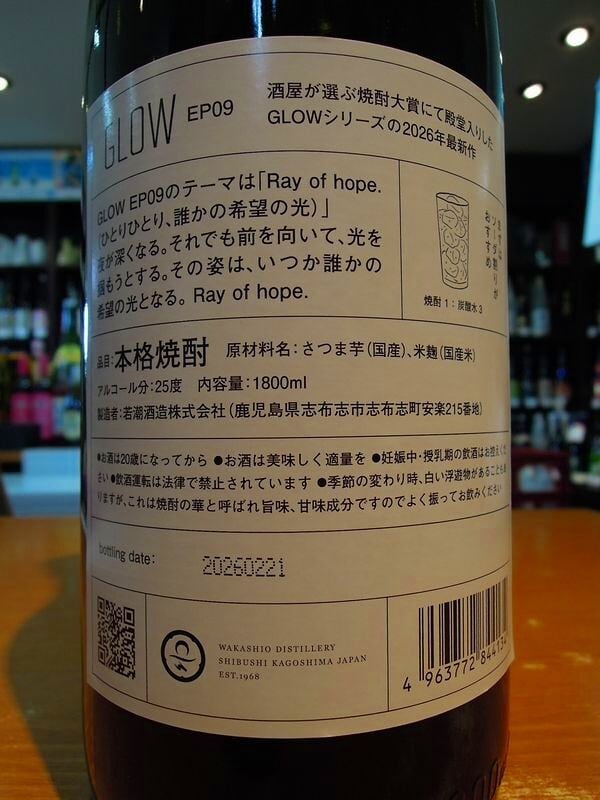 GLOW EP09
酒屋が選ぶ焼酎大賞にて殿堂入りした
GLOWシリーズの2026年最新作
GLOW EP09のテーマは「Ray of hope.
（ひとりひとり、誰かの希望の光）」
夜が深くなる。それでも前を向いて、光を
掴もうとする。その姿は、いつか誰かの
希望の光となる。 Ray of hope.
まずは
ソーダ割りが
おすすめ
焼酎 1 : 炭酸水 3
品目：本格焼酎 原材料名：さつま芋（国産）、米麹（国産米）
アルコール分：25度 内容量：1800ml
製造者：若潮酒造株式会社（鹿児島県志布志市志布志町安楽215番地）
●お酒は20歳になってから ●お酒は美味しく適量を ●妊娠中・授乳期の飲酒はお控えくだ
さい ●飲酒運転は法律で禁止されています ●季節の変わり時、白い浮遊物があることもあ
りますが、これは焼酎の華と呼ばれ旨味、甘味成分ですのでよく振ってお飲みください
bottling date: 20260221
WAKASHIO DISTILLERY
SHIBUSHI KAGOSHIMA JAPAN
EST.1968
4 963772 844134